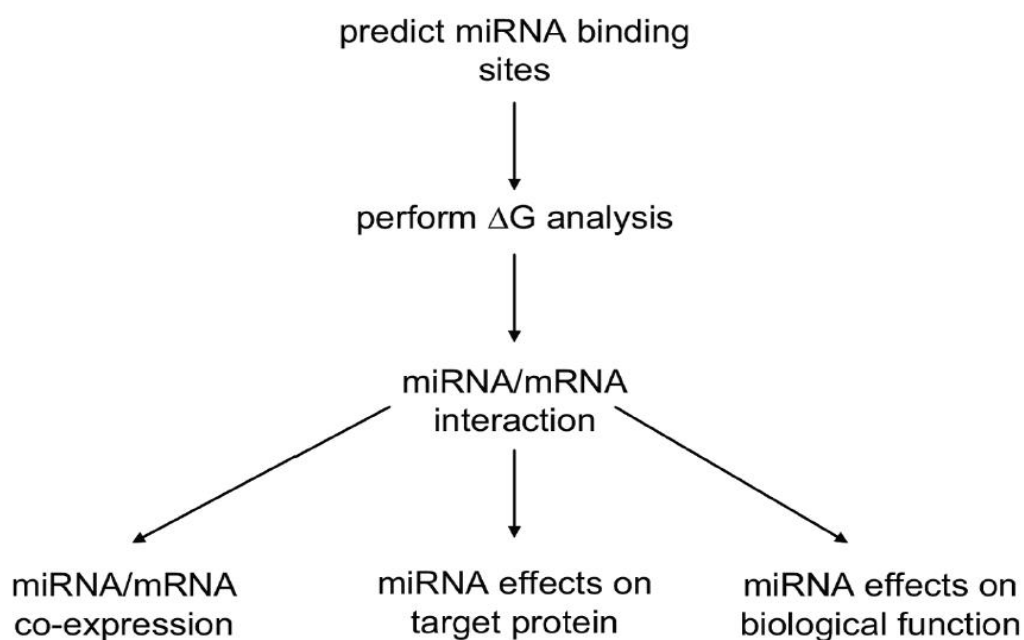 predict miRNA binding
sites
perform ΔG analysis
miRNA/mRNA
interaction
miRNA/mRNA
co-expression
miRNA effects on
target protein
miRNA effects on
biological function